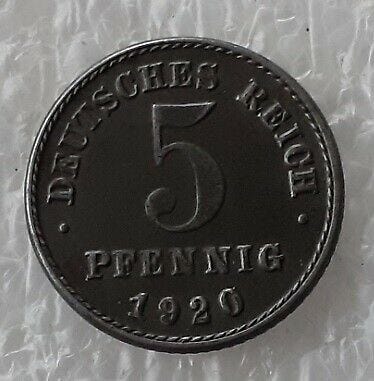 · DEUTSCHES REICH ·
5
PFENNIG
1920